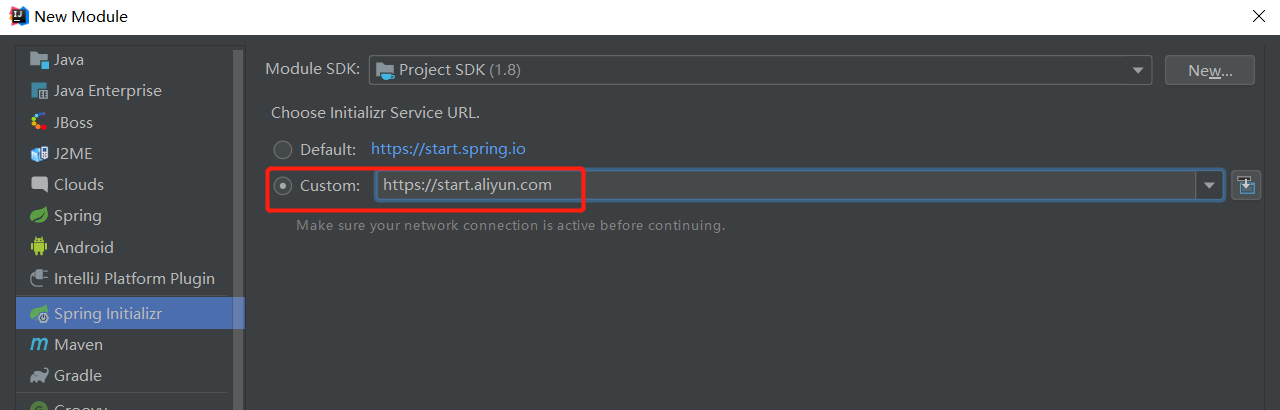 New Module
Java
Java Enterprise
JBoss
J2ME
Clouds
Spring
Android
IntelliJ Platform Plugin
Spring Initializr
Maven
Gradle
Groovy
Module SDK: Project SDK (1.8) New...
Choose Initializr Service URL.
Default: https://start.spring.io
Custom: https://start.aliyun.com
Make sure your network connection is active before continuing.